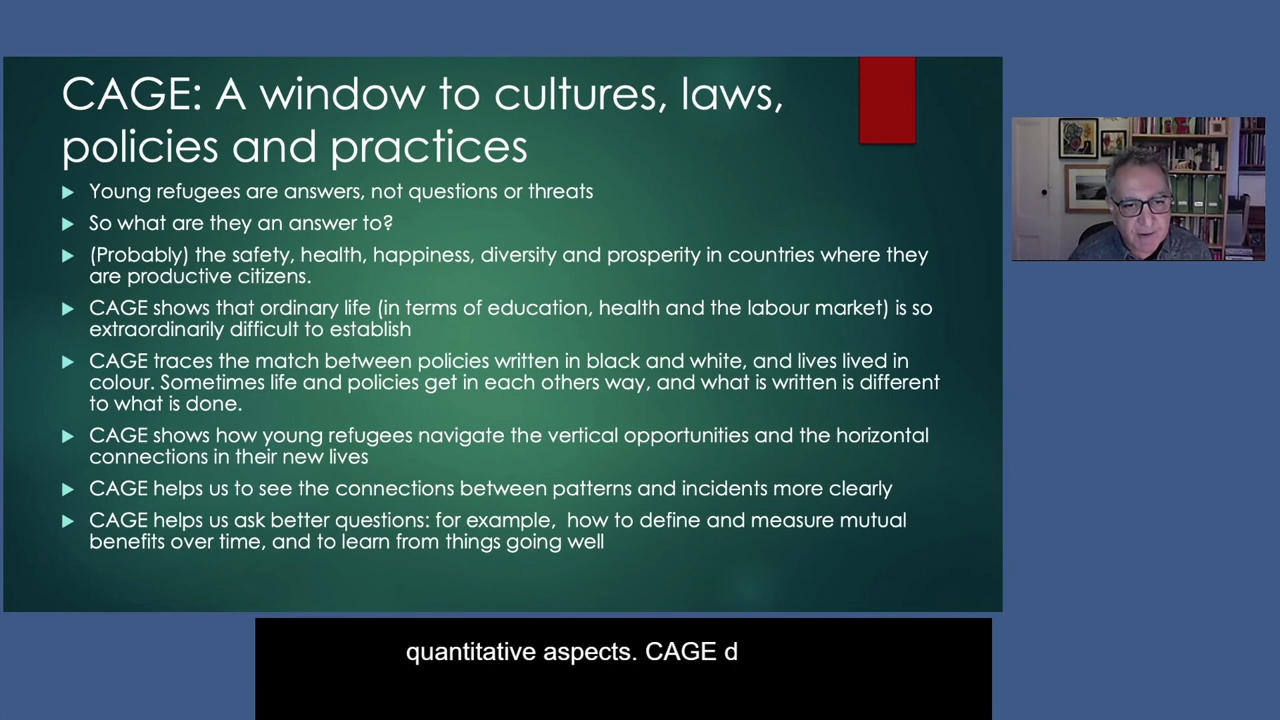 CAGE: A window to cultures, laws,
policies and practices
Young refugees are answers, not questions or threats
So what are they an answer to?
(Probably) the safety, health, happiness, diversity and prosperity in countries where they
are productive citizens.
CAGE shows that ordinary life (in terms of education, health and the labour market) is so
extraordinarily difficult to establish
CAGE traces the match between policies written in black and white, and lives lived in
colour. Sometimes life and policies get in each others way, and what is written is different
to what is done.
CAGE shows how young refugees navigate the vertical opportunities and the horizontal
connections in their new lives
CAGE helps us to see the connections between patterns and incidents more clearly
CAGE helps us ask better questions: for example,  how to define and measure mutual
benefits over time, and to learn from things going well
quantitative aspects. CAGE d